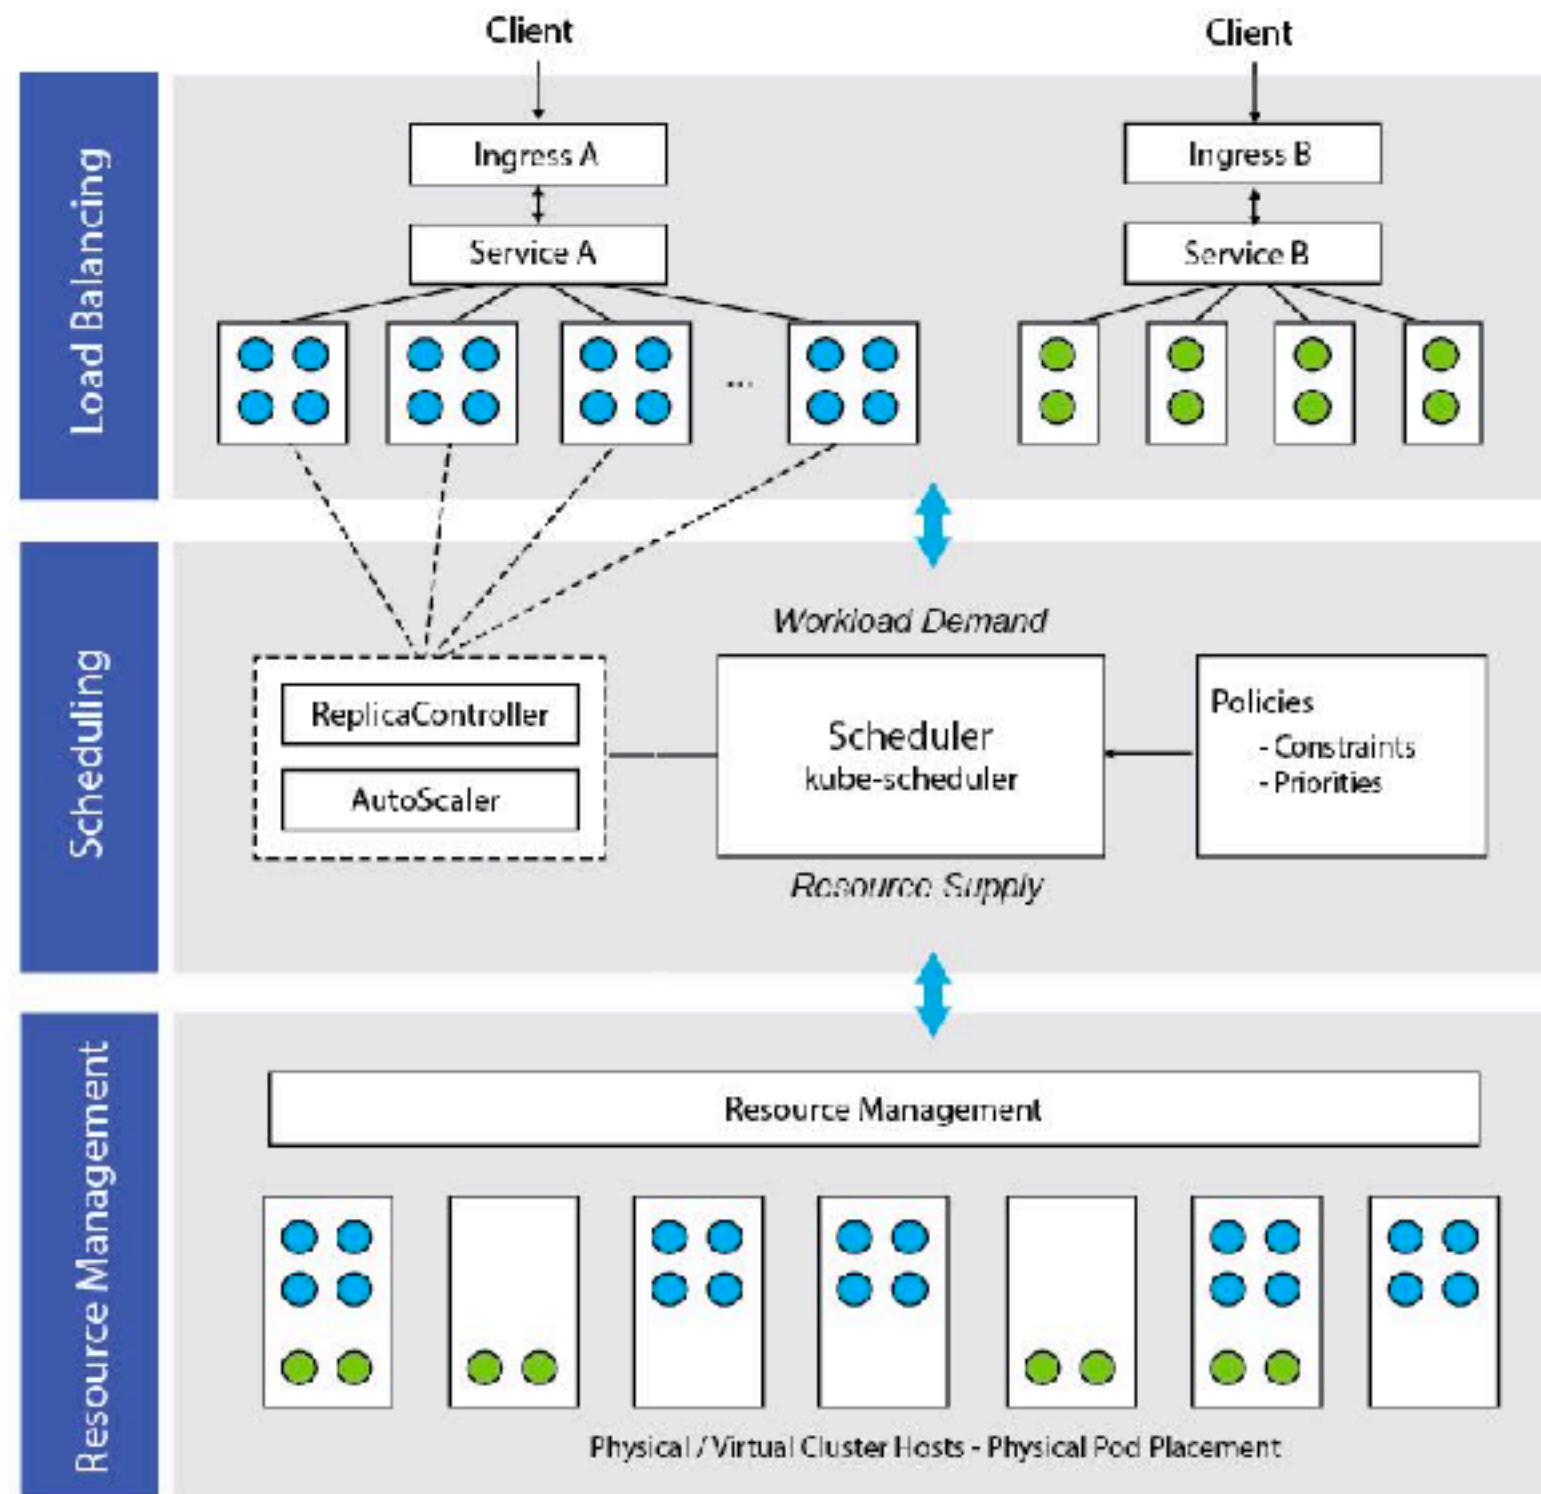 Client
Client
Load Balancing
Ingress A
Ingress B
Service A
Service B
...
Scheduling
Workload Demand
ReplicaController
AutoScaler
Scheduler
kube-scheduler
Policies
- Constraints
- Priorities
Resource Supply
Resource Management
Resource Management
Physical / Virtual Cluster Hosts - Physical Pod Placement